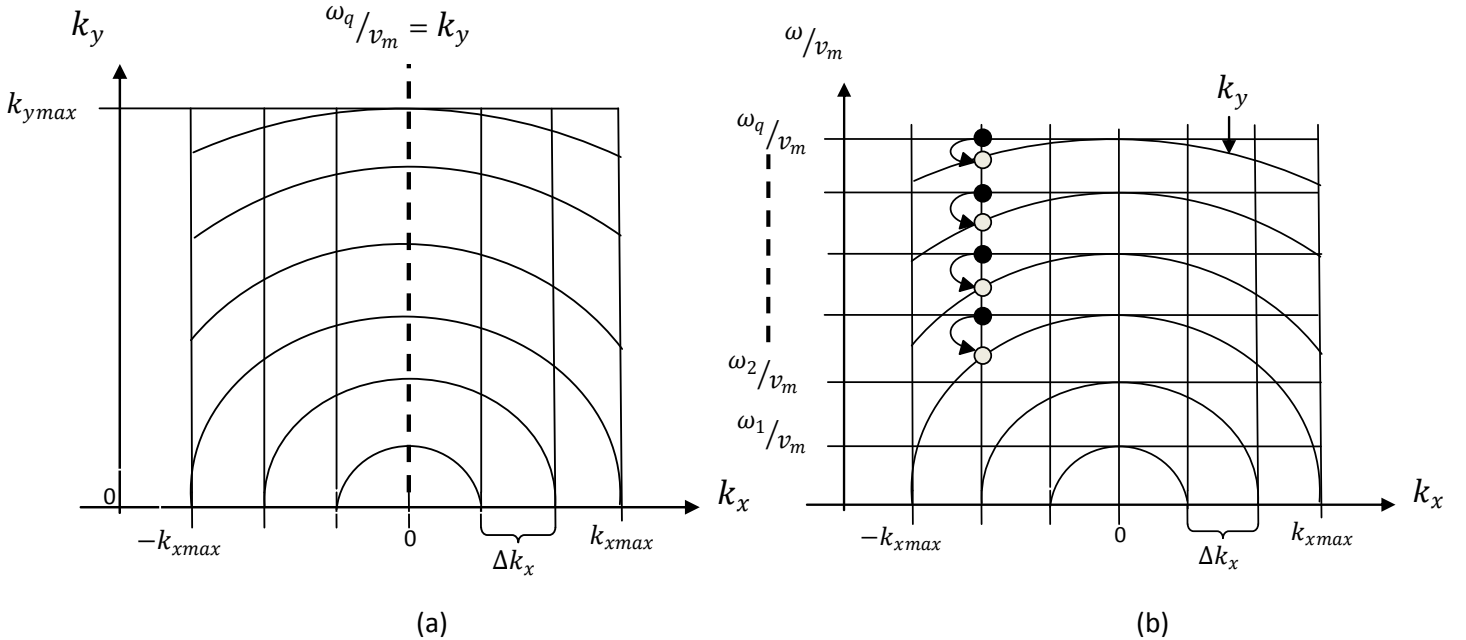 k_y
ω_q/v_m = k_y
k_ymax
0
−k_xmax
0
k_xmax
k_x
Δk_x
(a)
ω/v_m
k_y
ω_q/v_m
ω_2/v_m
ω_1/v_m
−k_xmax
0
k_xmax
k_x
Δk_x
(b)